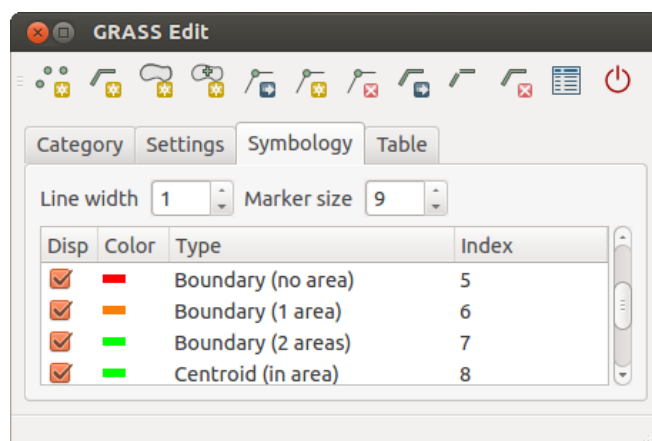 GRASS Edit
Category Settings Symbology Table
Line width 1 Marker size 9
Disp Color Type Index
Boundary (no area) 5
Boundary (1 area) 6
Boundary (2 areas) 7
Centroid (in area) 8